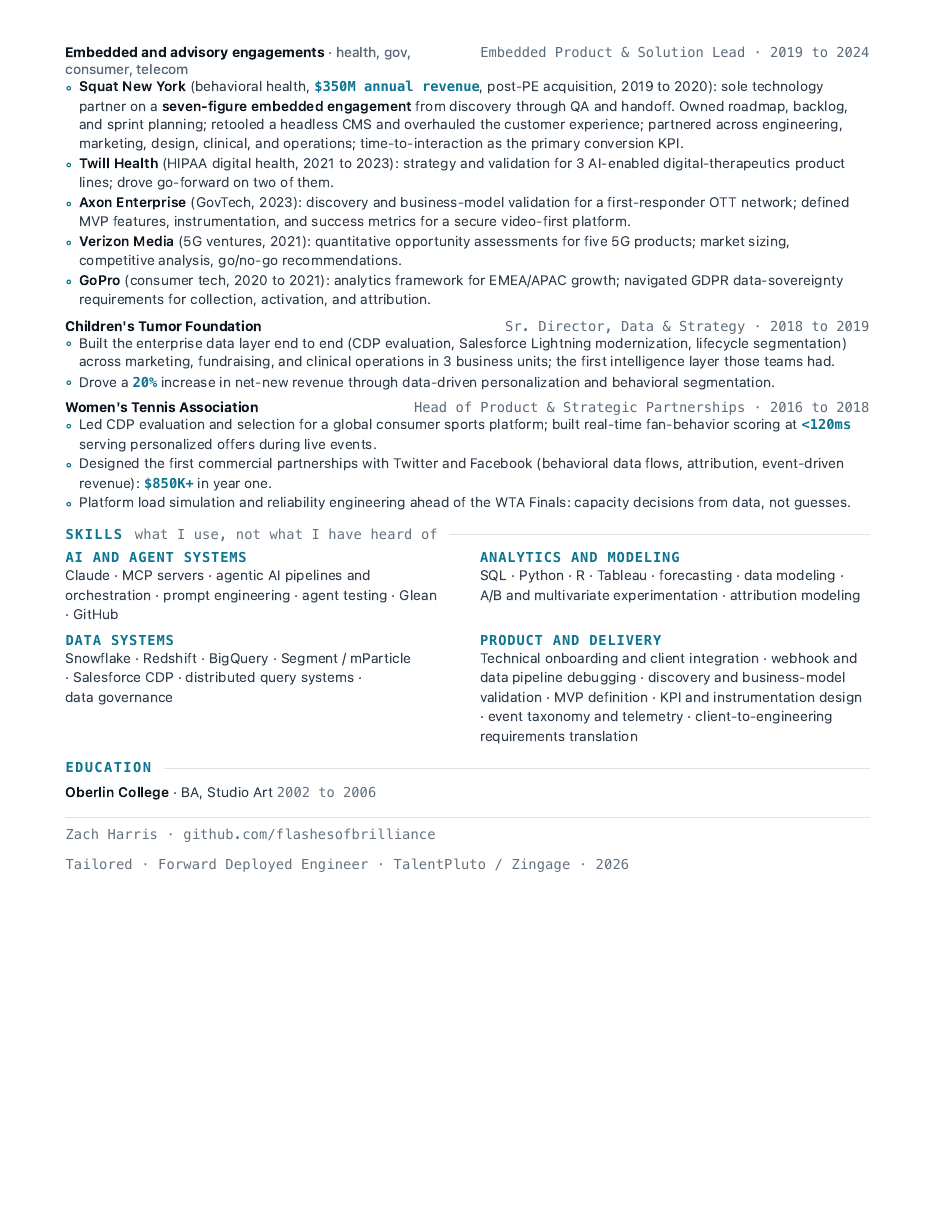 Embedded and advisory engagements · health, gov, consumer, telecom
Embedded Product & Solution Lead · 2019 to 2024
Squat New York (behavioral health, $350M annual revenue, post-PE acquisition, 2019 to 2020): sole technology
partner on a seven-figure embedded engagement from discovery through QA and handoff. Owned roadmap, backlog,
and sprint planning; retooled a headless CMS and overhauled the customer experience; partnered across engineering,
marketing, design, clinical, and operations; time-to-interaction as the primary conversion KPI.
Twill Health (HIPAA digital health, 2021 to 2023): strategy and validation for 3 AI-enabled digital-therapeutics product
lines; drove go-forward on two of them.
Axon Enterprise (GovTech, 2023): discovery and business-model validation for a first-responder OTT network; defined
MVP features, instrumentation, and success metrics for a secure video-first platform.
Verizon Media (5G ventures, 2021): quantitative opportunity assessments for five 5G products; market sizing,
competitive analysis, go/no-go recommendations.
GoPro (consumer tech, 2020 to 2021): analytics framework for EMEA/APAC growth; navigated GDPR data-sovereignty
requirements for collection, activation, and attribution.
Children's Tumor Foundation
Sr. Director, Data & Strategy · 2018 to 2019
Built the enterprise data layer end to end (CDP evaluation, Salesforce Lightning modernization, lifecycle segmentation)
across marketing, fundraising, and clinical operations in 3 business units; the first intelligence layer those teams had.
Drove a 20% increase in net-new revenue through data-driven personalization and behavioral segmentation.
Women's Tennis Association
Head of Product & Strategic Partnerships · 2016 to 2018
Led CDP evaluation and selection for a global consumer sports platform; built real-time fan-behavior scoring at <120ms
serving personalized offers during live events.
Designed the first commercial partnerships with Twitter and Facebook (behavioral data flows, attribution, event-driven
revenue): $850K+ in year one.
Platform load simulation and reliability engineering ahead of the WTA Finals: capacity decisions from data, not guesses.
SKILLS what I use, not what I have heard of
AI AND AGENT SYSTEMS
Claude · MCP servers · agentic AI pipelines and
orchestration · prompt engineering · agent testing · Glean
· GitHub
ANALYTICS AND MODELING
SQL · Python · R · Tableau · forecasting · data modeling ·
A/B and multivariate experimentation · attribution modeling
DATA SYSTEMS
Snowflake · Redshift · BigQuery · Segment / mParticle
· Salesforce CDP · distributed query systems ·
data governance
PRODUCT AND DELIVERY
Technical onboarding and client integration · webhook and
data pipeline debugging · discovery and business-model
validation · MVP definition · KPI and instrumentation design
· event taxonomy and telemetry · client-to-engineering
requirements translation
EDUCATION
Oberlin College · BA, Studio Art 2002 to 2006
Zach Harris · github.com/flashesofbrilliance
Tailored · Forward Deployed Engineer · TalentPluto / Zingage · 2026